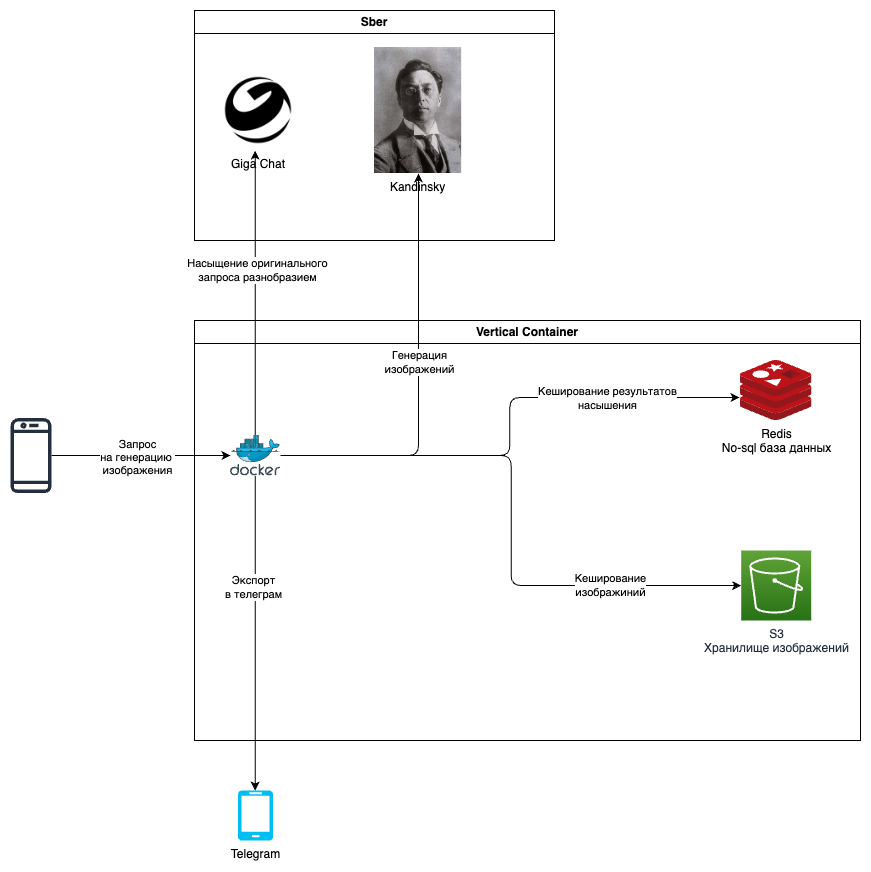 Sber
Giga Chat
Kandinsky
Насыщение оригинального
запроса разнобразием
Vertical Container
Генерация
изображений
Кеширование результатов
насышения
Redis
No-sql база данных
Запрос
на генерацию
изображения
docker
Экспорт
в телеграм
Кеширование
изображиний
S3
Хранилище изображений
Telegram